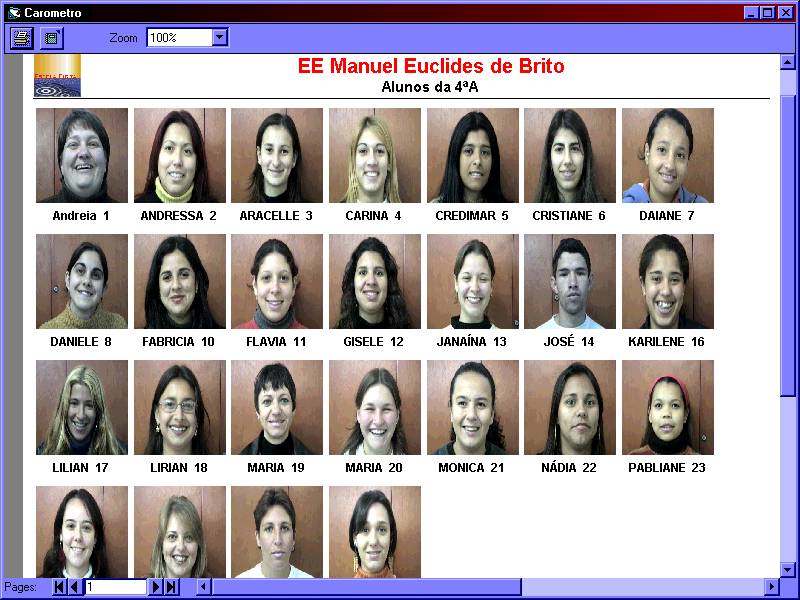 Carometro
Zoom 100%
EE Manuel Euclides de Brito
Alunos da 4ªA
Andreia 1 ANDRESSA 2 ARACELLE 3 CARINA 4 CREDIMAR 5 CRISTIANE 6 DAIANE 7
DANIELE 8 FABRICIA 10 FLAVIA 11 GISELE 12 JANAÍNA 13 JOSÉ 14 KARILENE 16
LILIAN 17 LIRIAN 18 MARIA 19 MARIA 20 MONICA 21 NÁDIA 22 PABLIANE 23
Pages: 1